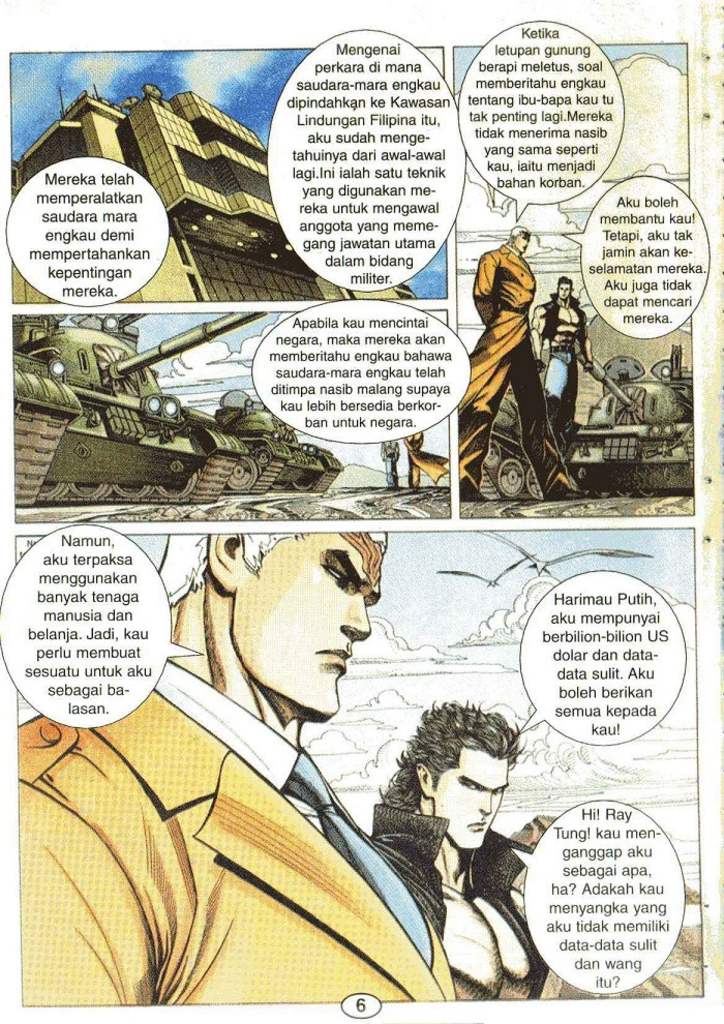 Mereka telah
memperalatkan
saudara mara
engkau demi
mempertahankan
kepentingan
mereka.
Mengenai
perkara di mana
saudara-mara engkau
dipindahkan ke Kawasan
Lindungan Filipina itu,
aku sudah menge-
tahuinya dari awal-awal
lagi.Ini ialah satu teknik
yang digunakan me-
reka untuk mengawal
anggota yang meme-
gang jawatan utama
dalam bidang
militer.
Ketika
letupan gunung
berapi meletus, soal
memberitahu engkau
tentang ibu-bapa kau tu
tak penting lagi.Mereka
tidak menerima nasib
yang sama seperti
kau, iaitu menjadi
bahan korban.
Aku boleh
membantu kau!
Tetapi, aku tak
jamin akan ke-
selamatan mereka.
Aku juga tidak
dapat mencari
mereka.
Apabila kau mencintai
negara, maka mereka akan
memberitahu engkau bahawa
saudara-mara engkau telah
ditimpa nasib malang supaya
kau lebih bersedia berkor-
ban untuk negara.
Namun,
aku terpaksa
menggunakan
banyak tenaga
manusia dan
belanja. Jadi, kau
perlu membuat
sesuatu untuk aku
sebagai ba-
lasan.
Harimau Putih,
aku mempunyai
berbilion-bilion US
dolar dan data-
data sulit. Aku
boleh berikan
semua kepada
kau!
Hi! Ray
Tung! kau men-
ganggap aku
sebagai apa,
ha? Adakah kau
menyangka yang
aku tidak memiliki
data-data sulit
dan wang
itu?
6